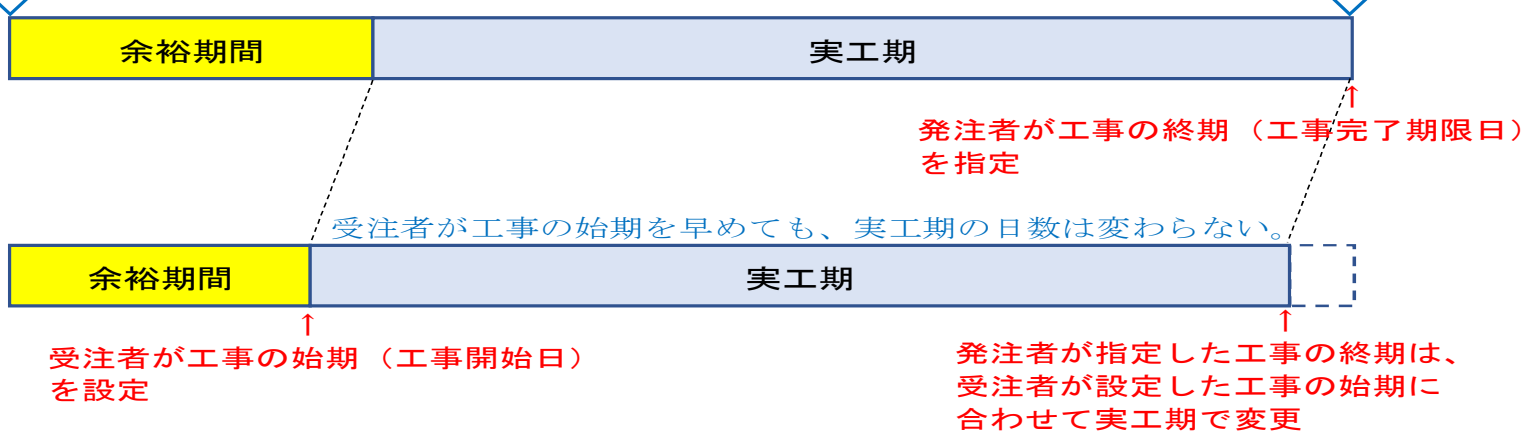 余裕期間
実工期
↑
発注者が工事の終期（工事完了期限日）
を指定
受注者が工事の始期を早めても、実工期の日数は変わらない。
余裕期間
実工期
↑
受注者が工事の始期（工事開始日）
を設定
↑
発注者が指定した工事の終期は、
受注者が設定した工事の始期に
合わせて実工期で変更